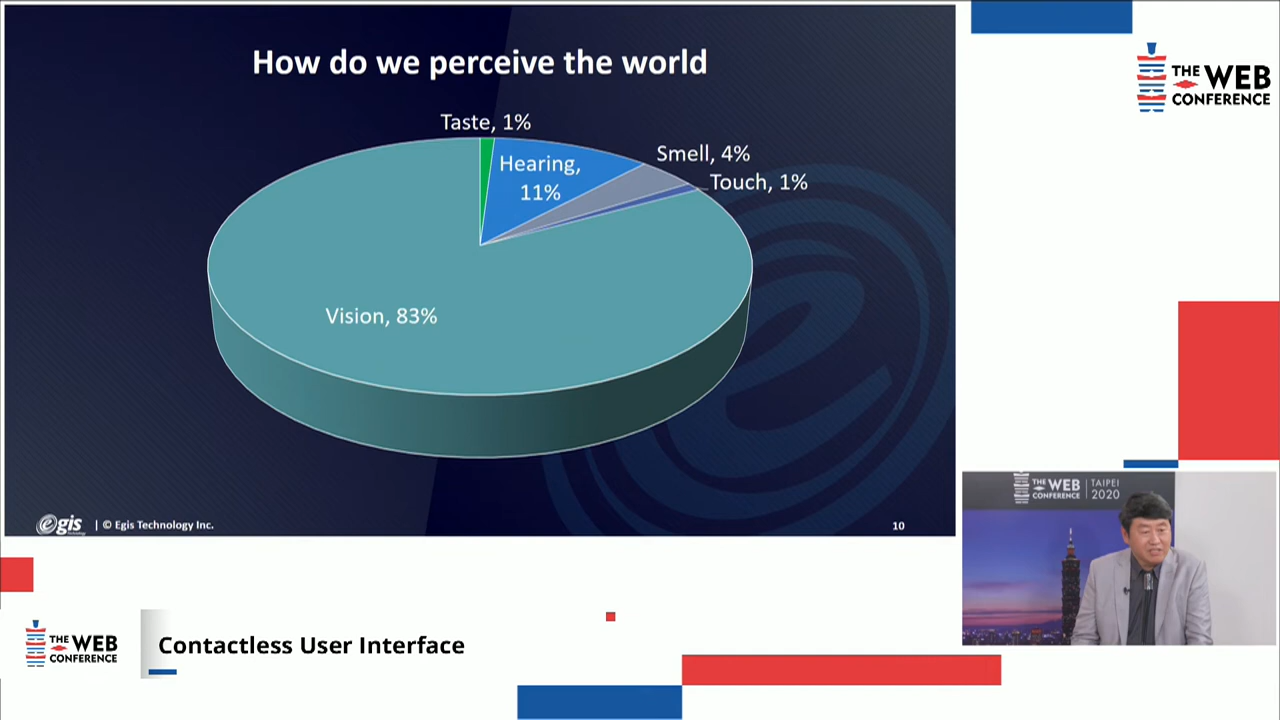 How do we perceive the world
Taste, 1%
Hearing,
11%
Smell, 4%
Touch, 1%
Vision, 83%
egis
Technology
| © Egis Technology Inc.
10
THE WEB
CONFERENCE
THE WEB
CONFERENCE
TAIPEI
2020
THE WEB
CONFERENCE
Contactless User Interface